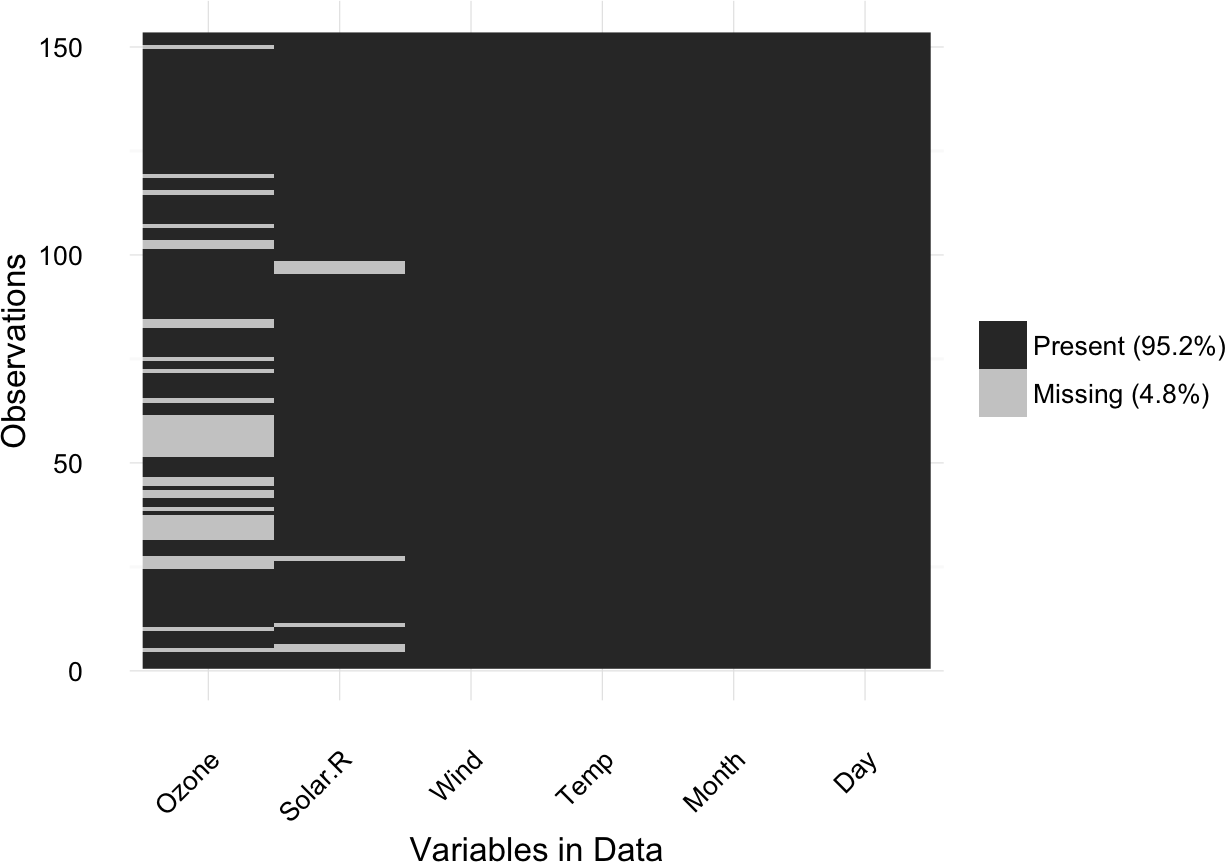 150
100
50
0
Observations
Ozone
Solar.R
Wind
Temp
Month
Day
Variables in Data
Present (95.2%)
Missing (4.8%)